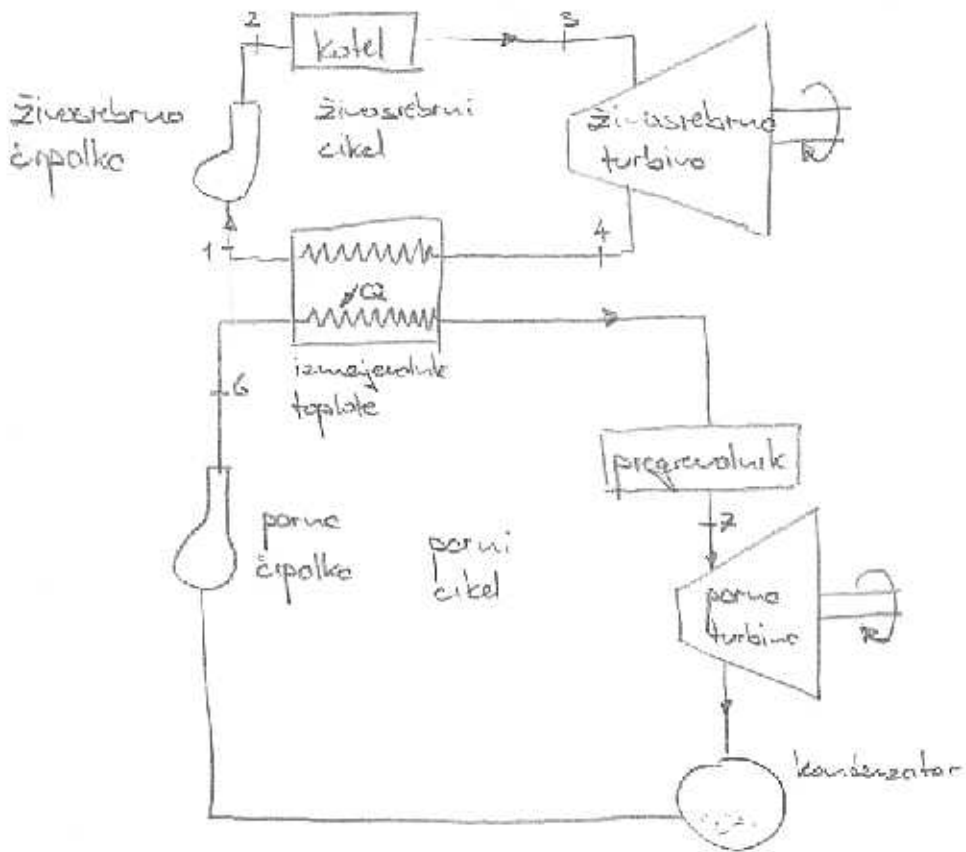 2
kotel
3
živosrebrna
črpalka
živosrebrni
cikel
živosrebrna
turbina
1
4
Q
izmenjevalnik
toplote
6
pregrevalnik
7
parna
črpalka
parni
cikel
parna
turbina
kondenzator